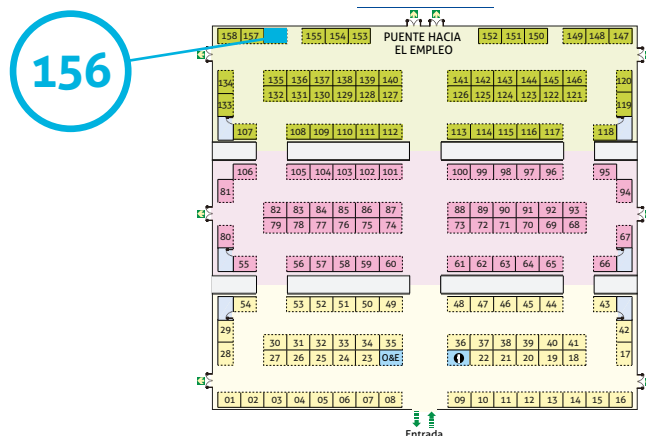 156
158 157 155 154 153 152 151 150 149 148 147
PUENTE HACIA
EL EMPLEO
134 135 136 137 138 139 140 141 142 143 144 145 146 120
133 132 131 130 129 128 127 126 125 124 123 122 121 119
107 108 109 110 111 112 113 114 115 116 117 118
106 105 104 103 102 101 100 99 98 97 96 95
81 94
82 83 84 85 86 87 88 89 90 91 92 93
79 78 77 76 75 74 73 72 71 70 69 68
80 67
55 56 57 58 59 60 61 62 63 64 65 66
54 53 52 51 50 49 48 47 46 45 44 43
29 42
30 31 32 33 34 35 36 37 38 39 40 41
28 27 26 25 24 23 O&E 22 21 20 19 18 17
01 02 03 04 05 06 07 08 09 10 11 12 13 14 15 16
Entrada